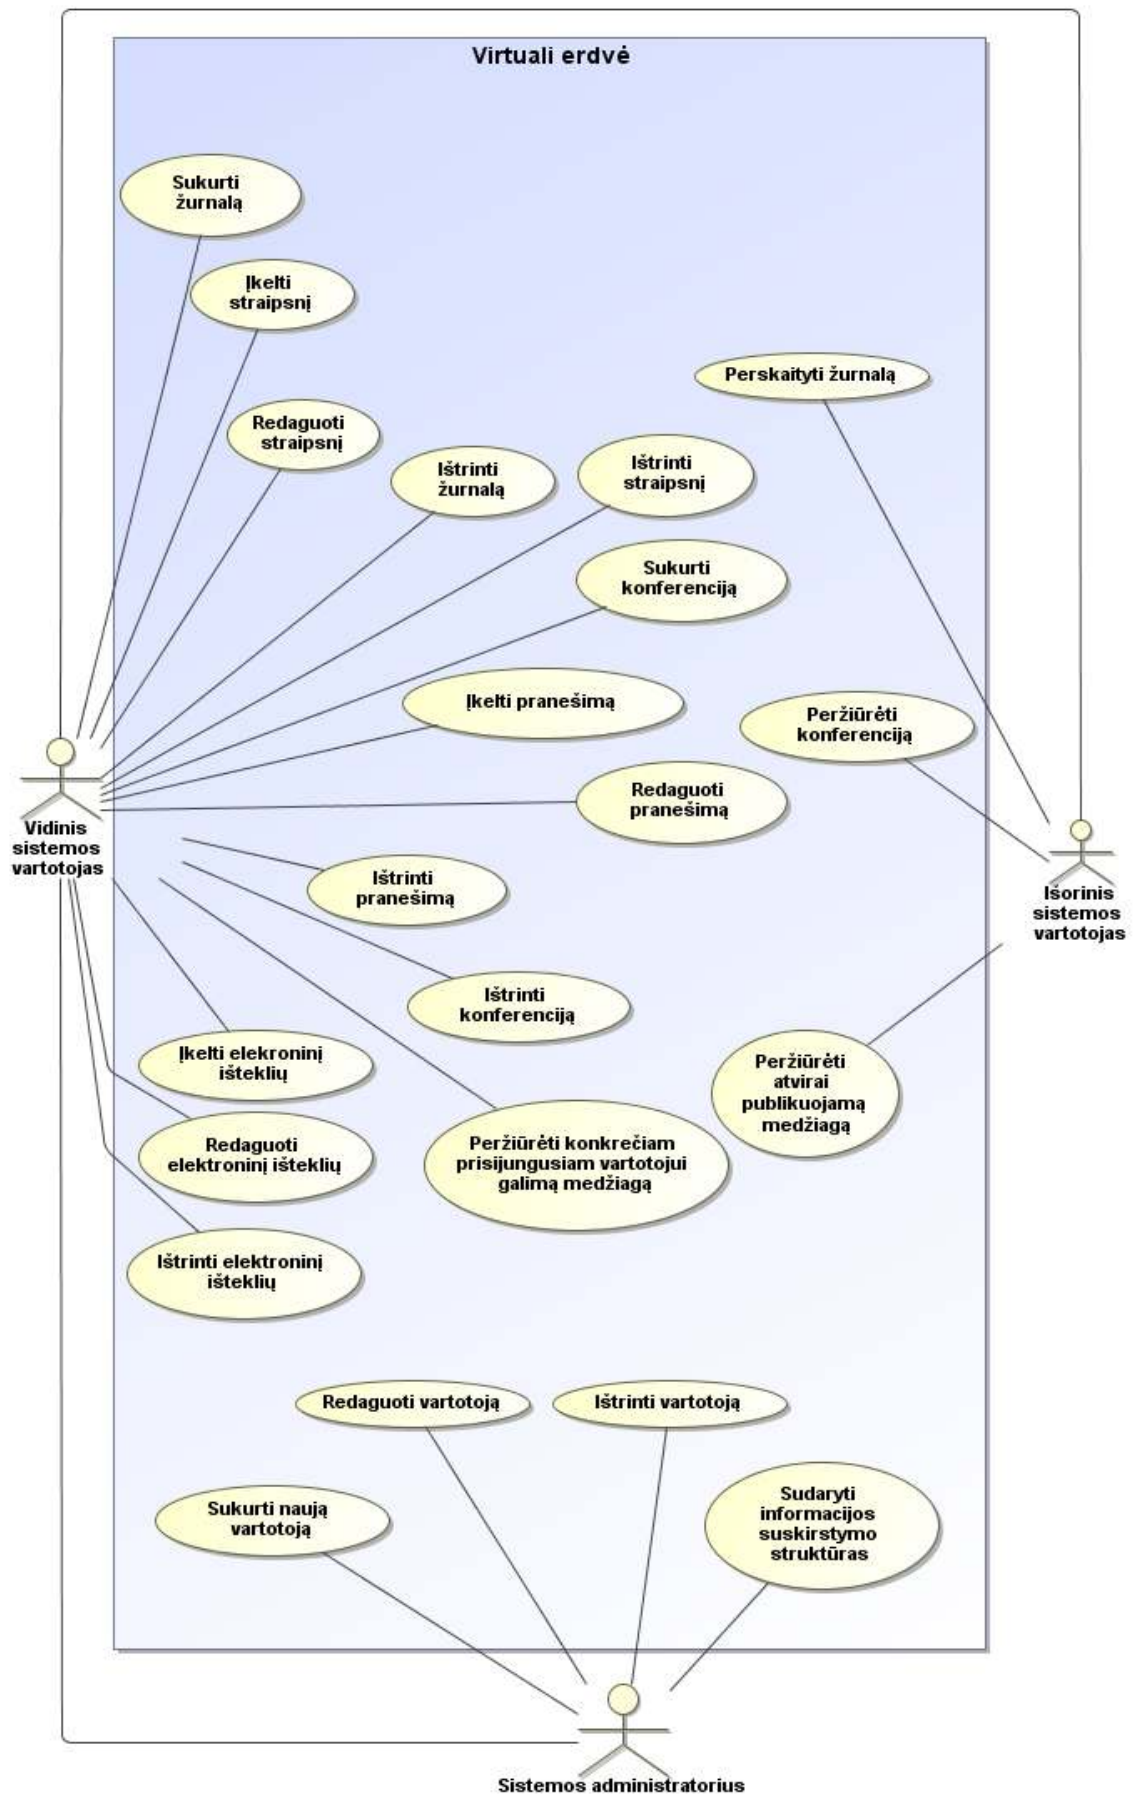 Virtuali erdvė
Sukurti
žurnalą
Įkelti
straipsnį
Redaguoti
straipsnį
Ištrinti
žurnalą
Ištrinti
straipsnį
Perskaityti žurnalą
Sukurti
konferenciją
Įkelti pranešimą
Peržiūrėti
konferenciją
Redaguoti
pranešimą
Vidinis
sistemos
vartotojas
Ištrinti
pranešimą
Išorinis
sistemos
vartotojas
Ištrinti
konferenciją
Įkelti elekroninį
išteklių
Peržiūrėti
atvirai
publikuojamą
medžiagą
Redaguoti
elektroninį išteklių
Peržiūrėti konkrečiam
prisijungusiam vartotojui
galimą medžiagą
Ištrinti elektroninį
išteklių
Redaguoti vartotoją
Ištrinti vartotoją
Sukurti naują
vartotoją
Sudaryti
informacijos
suskirstymo
struktūras
Sistemos administratorius